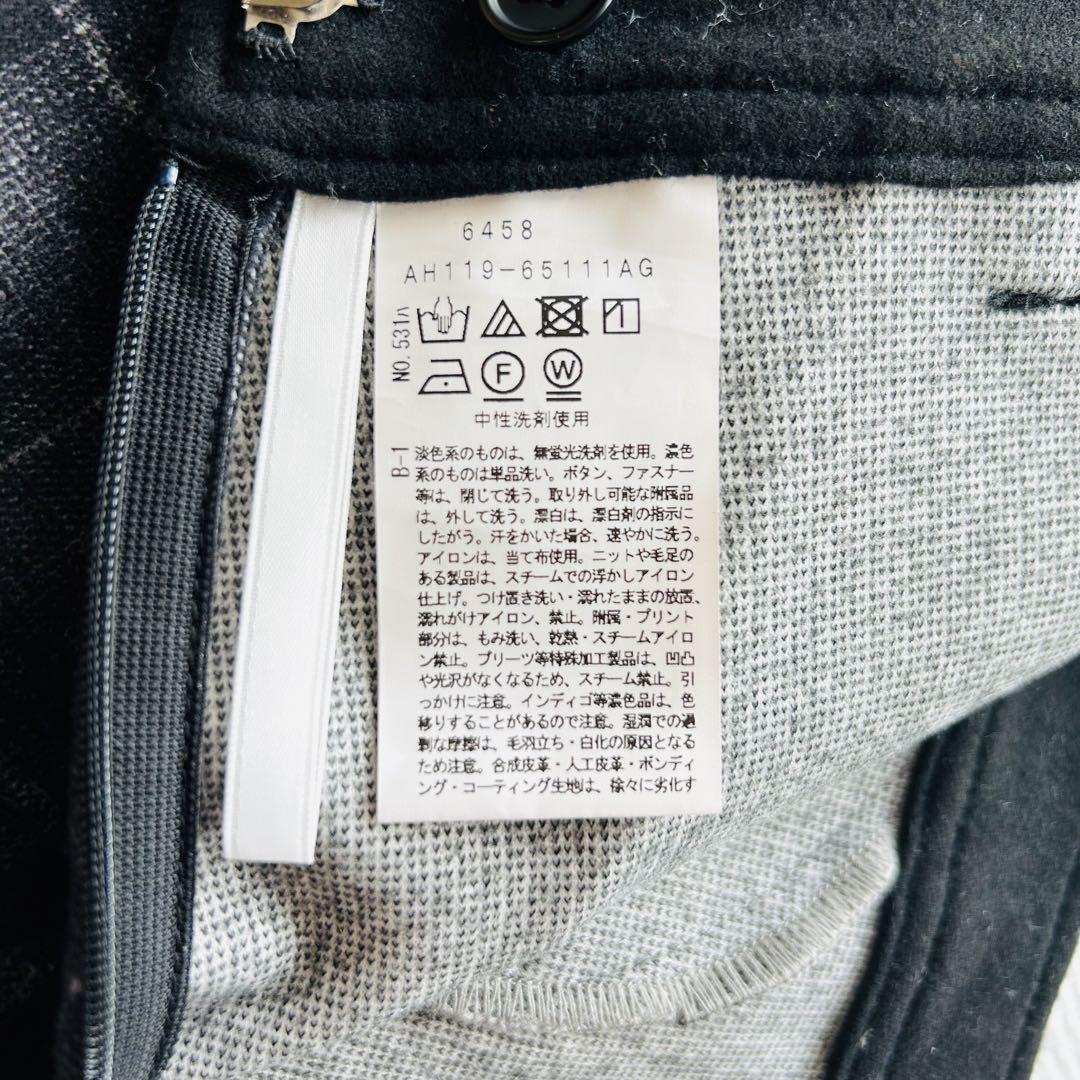 6458
AH119-65111AG
NO.531A
F
W
中性洗剤使用
B-1
淡色系のものは、無蛍光洗剤を使用。濃色
系のものは単品洗い。ボタン、ファスナー
等は、閉じて洗う。取り外し可能な附属品
は、外して洗う。漂白は、漂白剤の指示に
したがう。汗をかいた場合、速やかに洗う。
アイロンは、当て布使用。ニットや毛足の
ある製品は、スチームでの浮かしアイロン
仕上げ。つけ置き洗い・濡れたままの放置、
濡れがけアイロン、禁止。附属・プリント
部分は、もみ洗い、乾熱・スチームアイロ
ン禁止。プリーツ等特殊加工製品は、凹凸
や光沢がなくなるため、スチーム禁止。引
っかけに注意。インディゴ等濃色品は、色
移りすることがあるので注意。湿潤での過
剰な摩擦は、毛羽立ち・白化の原因となる
ため注意。合成皮革・人工皮革・ボンディ
ング・コーティング生地は、徐々に劣化す